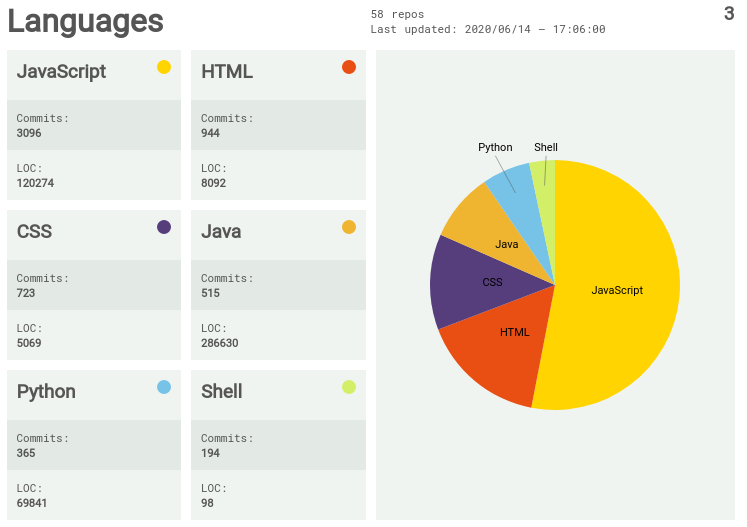 Languages
58 repos
Last updated: 2020/06/14 – 17:06:00
3
JavaScript
Commits:
3096
LOC:
120274
HTML
Commits:
944
LOC:
8092
CSS
Commits:
723
LOC:
5069
Java
Commits:
515
LOC:
286630
Python
Commits:
365
LOC:
69841
Shell
Commits:
194
LOC:
98
Python
Shell
Java
CSS
JavaScript
HTML